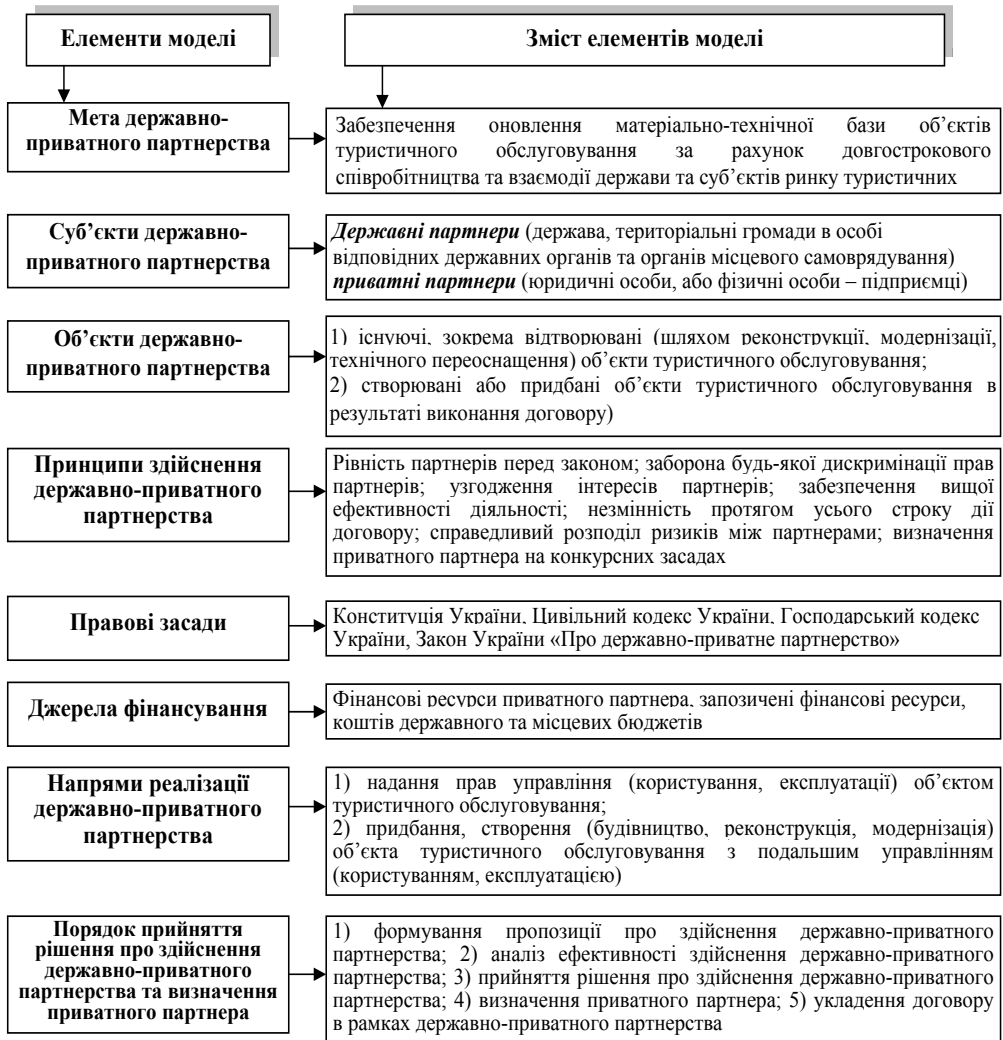 Елементи моделі
Зміст елементів моделі
Мета державно-
приватного партнерства
Забезпечення оновлення матеріально-технічної бази об’єктів
туристичного обслуговування за рахунок довгострокового
співробітництва та взаємодії держави та суб’єктів ринку туристичних
Суб’єкти державно-
приватного партнерства
Державні партнери (держава, територіальні громади в особі
відповідних державних органів та органів місцевого самоврядування)
приватні партнери (юридичні особи, або фізичні особи – підприємці)
Об’єкти державно-
приватного партнерства
1) існуючі, зокрема відтворювані (шляхом реконструкції, модернізації,
технічного переоснащення) об’єкти туристичного обслуговування;
2) створювані або придбані об’єкти туристичного обслуговування в
результаті виконання договору)
Принципи здійснення
державно-приватного
партнерства
Рівність партнерів перед законом; заборона будь-якої дискримінації прав
партнерів; узгодження інтересів партнерів; забезпечення вищої
ефективності діяльності; незмінність протягом усього строку дії
договору; справедливий розподіл ризиків між партнерами; визначення
приватного партнера на конкурсних засадах
Правові засади
Конституція України, Цивільний кодекс України, Господарський кодекс
України, Закон України «Про державно-приватне партнерство»
Джерела фінансування
Фінансові ресурси приватного партнера, запозичені фінансові ресурси,
коштів державного та місцевих бюджетів
Напрями реалізації
державно-приватного
партнерства
1) надання прав управління (користування, експлуатації) об’єктом
туристичного обслуговування;
2) придбання, створення (будівництво, реконструкція, модернізація)
об’єкта туристичного обслуговування з подальшим управлінням
(користуванням, експлуатацією)
Порядок прийняття
рішення про здійснення
державно-приватного
партнерства та визначення
приватного партнера
1) формування пропозиції про здійснення державно-приватного
партнерства; 2) аналіз ефективності здійснення державно-приватного
партнерства; 3) прийняття рішення про здійснення державно-приватного
партнерства; 4) визначення приватного партнера; 5) укладення договору
в рамках державно-приватного партнерства